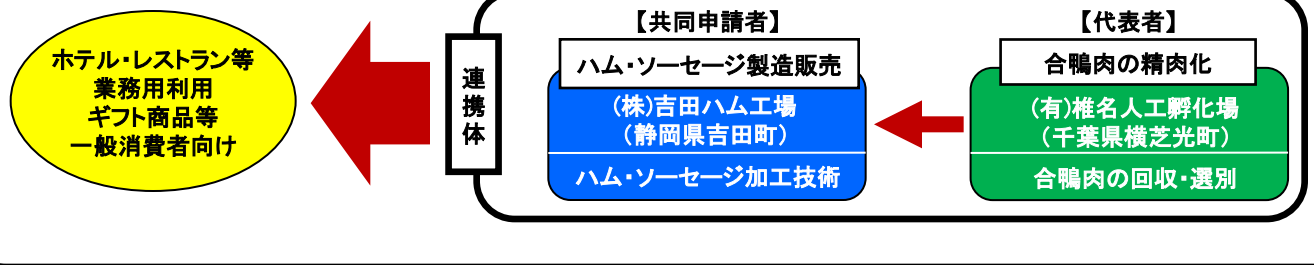 ホテル・レストラン等
業務用利用
ギフト商品等
一般消費者向け
連携体
【共同申請者】
ハム・ソーセージ製造販売
(株)吉田ハム工場
(静岡県吉田町)
ハム・ソーセージ加工技術
【代表者】
合鴨肉の精肉化
(有)椎名人工孵化場
(千葉県横芝光町)
合鴨肉の回収・選別